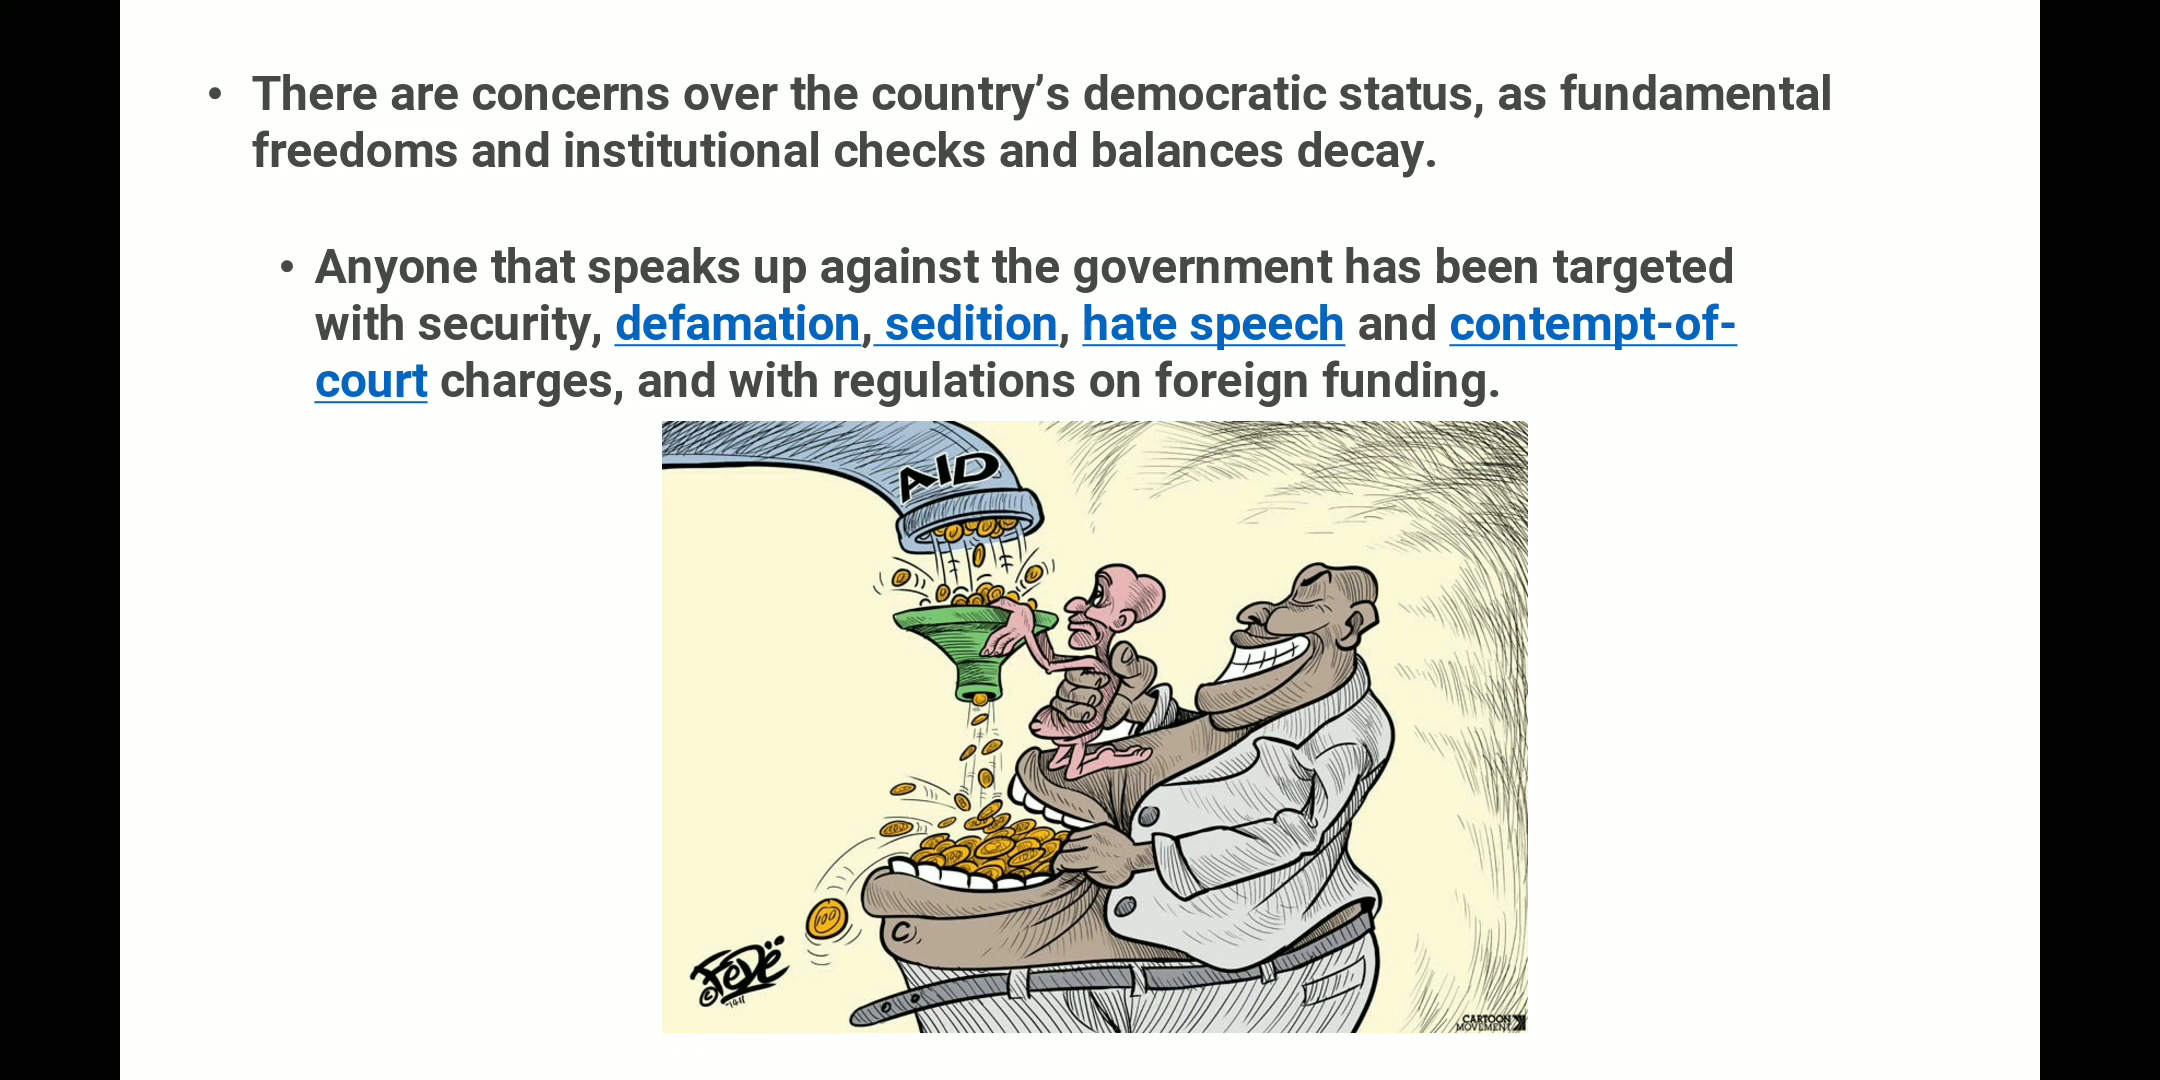 • There are concerns over the country’s democratic status, as fundamental
freedoms and institutional checks and balances decay.
• Anyone that speaks up against the government has been targeted
with security, defamation, sedition, hate speech and contempt-of-
court charges, and with regulations on foreign funding.
AID
100
©FeDë
CARTOON
MOVEMENT